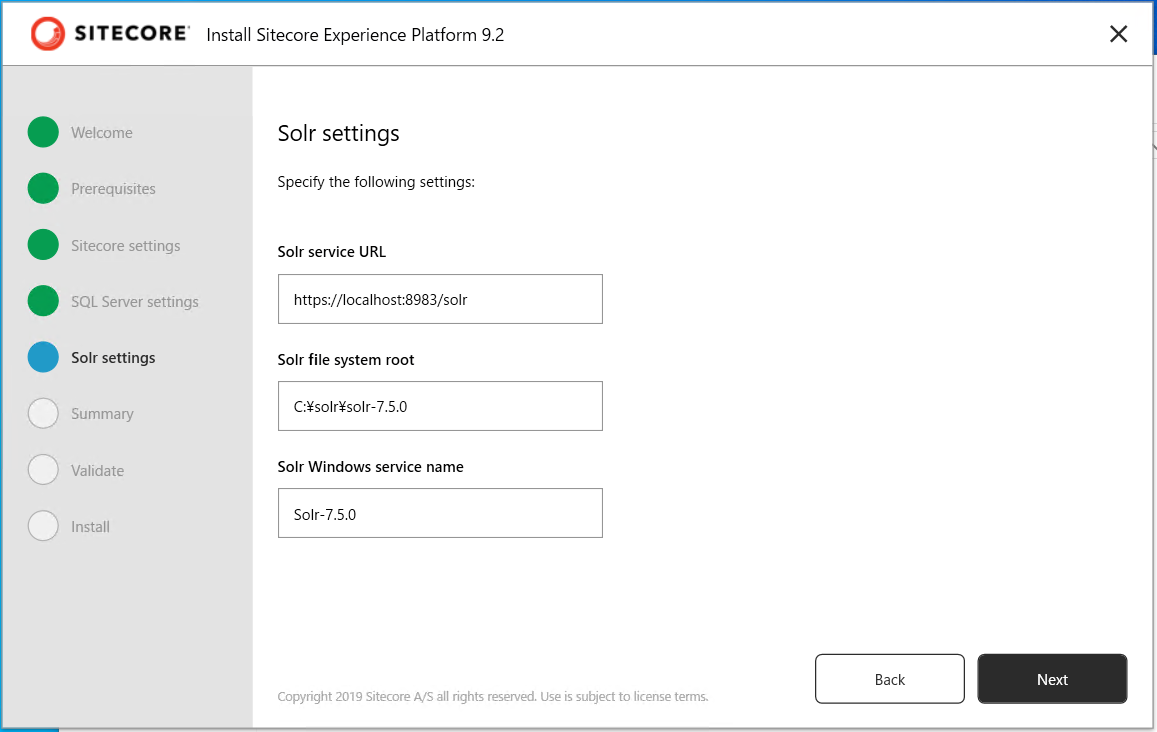 SITECORE Install Sitecore Experience Platform 9.2
Welcome
Prerequisites
Sitecore settings
SQL Server settings
Solr settings
Summary
Validate
Install
Solr settings
Specify the following settings:
Solr service URL
https://localhost:8983/solr
Solr file system root
C:¥solr¥solr-7.5.0
Solr Windows service name
Solr-7.5.0
Copyright 2019 Sitecore A/S all rights reserved. Use is subject to license terms.
Back
Next